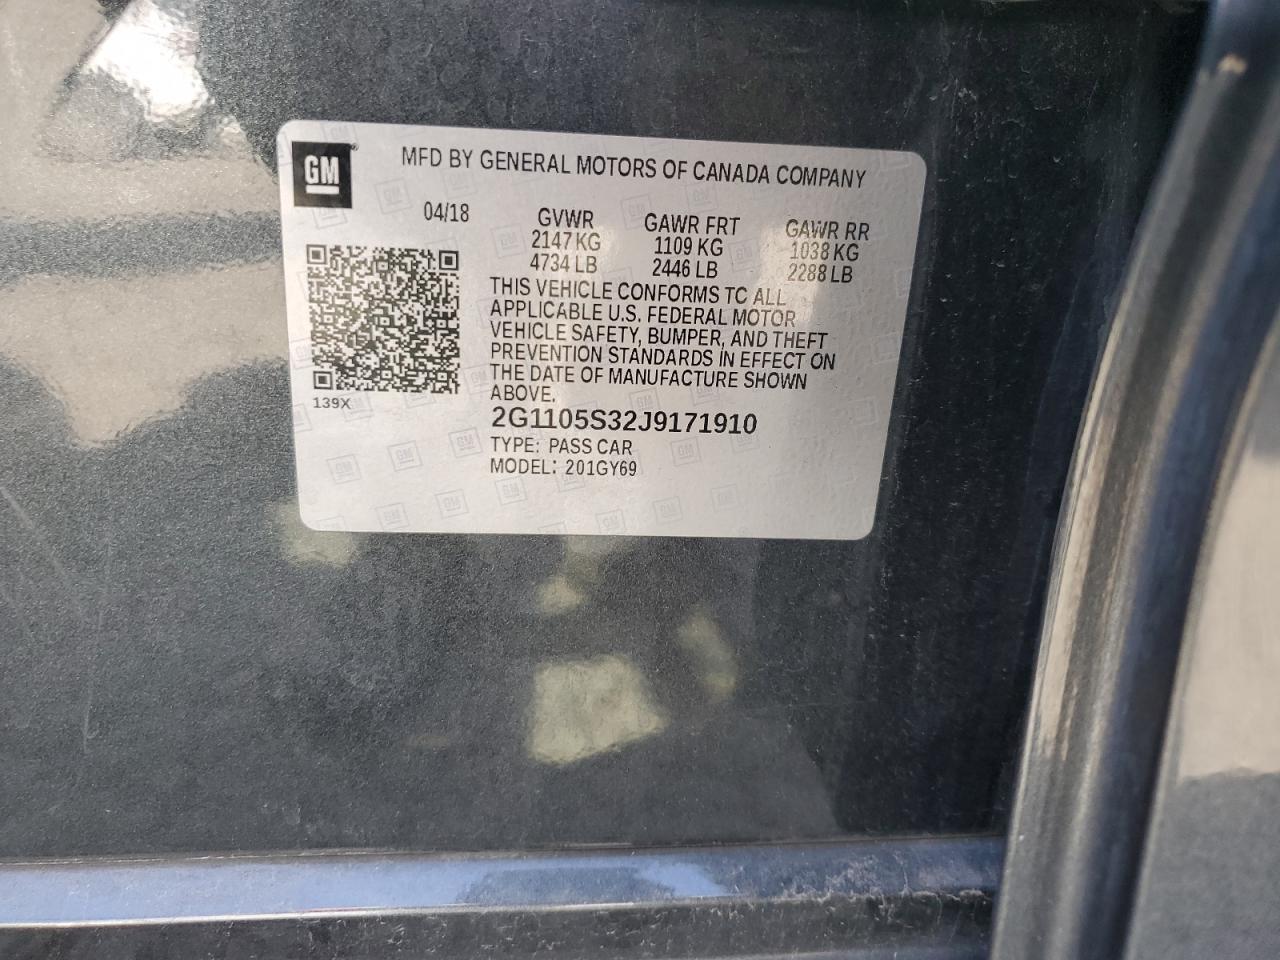 GM
MFD BY GENERAL MOTORS OF CANADA COMPANY
04/18
GVWR GAWR FRT GAWR RR
2147 KG 1109 KG 1038 KG
4734 LB 2446 LB 2288 LB
THIS VEHICLE CONFORMS TO ALL
APPLICABLE U.S. FEDERAL MOTOR
VEHICLE SAFETY, BUMPER, AND THEFT
PREVENTION STANDARDS IN EFFECT ON
THE DATE OF MANUFACTURE SHOWN
ABOVE.
139X
2G1105S32J9171910
TYPE: PASS CAR
MODEL: 201GY69